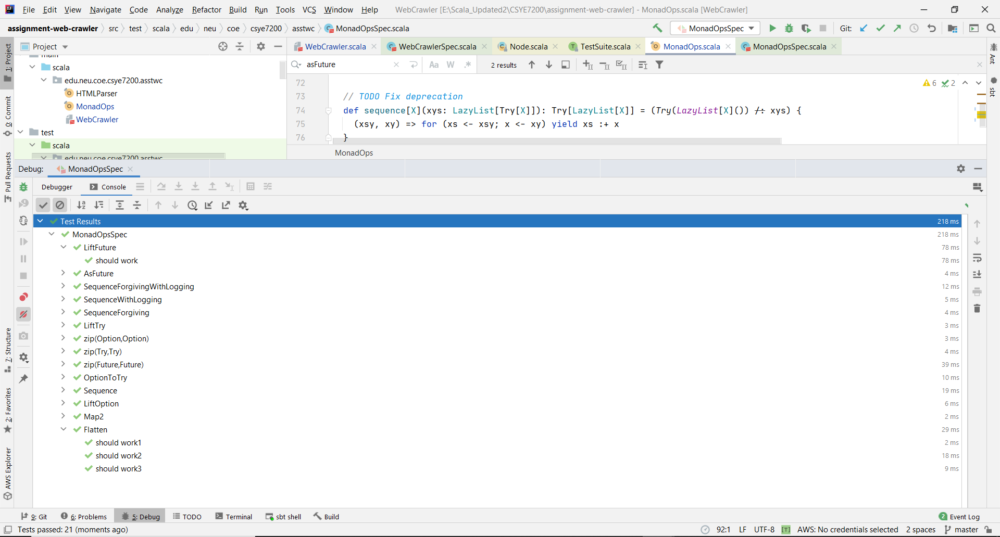 File Edit View Navigate Code Analyze Refactor Build Run Tools VCS Window Help WebCrawler [E:\Scala_Updated2\CSYE7200\assignment-web-crawler] - MonadOps.scala [WebCrawler]
assignment-web-crawler src test scala edu neu coe csye7200 asstwc MonadOpsSpec.scala MonadOpsSpec Git:
Project WebCrawler.scala WebCrawlerSpec.scala Node.scala TestSuite.scala MonadOps.scala MonadOpsSpec.scala
main
scala
edu.neu.coe.csye7200.asstwc
HTMLParser
MonadOps
WebCrawler
test
scala
edu.neu.coe.csye7200.asstwc
asFuture Aa W .* 2 results
72 6 2
73 // TODO Fix deprecation
74 def sequence[X](xys: LazyList[Try[X]]): Try[LazyList[X]] = (Try(LazyList[X]()) /: xys) {
75 (xsy, xy) => for (xs <- xsy; x <- xy) yield xs :+ x
76 }
MonadOps
Debug: MonadOpsSpec
Debugger Console
Test Results 218 ms
MonadOpsSpec 218 ms
LiftFuture 78 ms
should work 78 ms
AsFuture 4 ms
SequenceForgivingWithLogging 12 ms
SequenceWithLogging 5 ms
SequenceForgiving 4 ms
LiftTry 3 ms
zip(Option,Option) 3 ms
zip(Try,Try) 4 ms
zip(Future,Future) 39 ms
OptionToTry 10 ms
Sequence 19 ms
LiftOption 6 ms
Map2 2 ms
Flatten 29 ms
should work1 2 ms
should work2 18 ms
should work3 9 ms
1: Project
0: Commit
Pull Requests
7: Structure
2: Favorites
AWS Explorer
Ant
sbt
9: Git 6: Problems 5: Debug TODO Terminal sbt shell Build 2 Event Log
Tests passed: 21 (moments ago) 92:1 LF UTF-8 [T] AWS: No credentials selected 2 spaces master